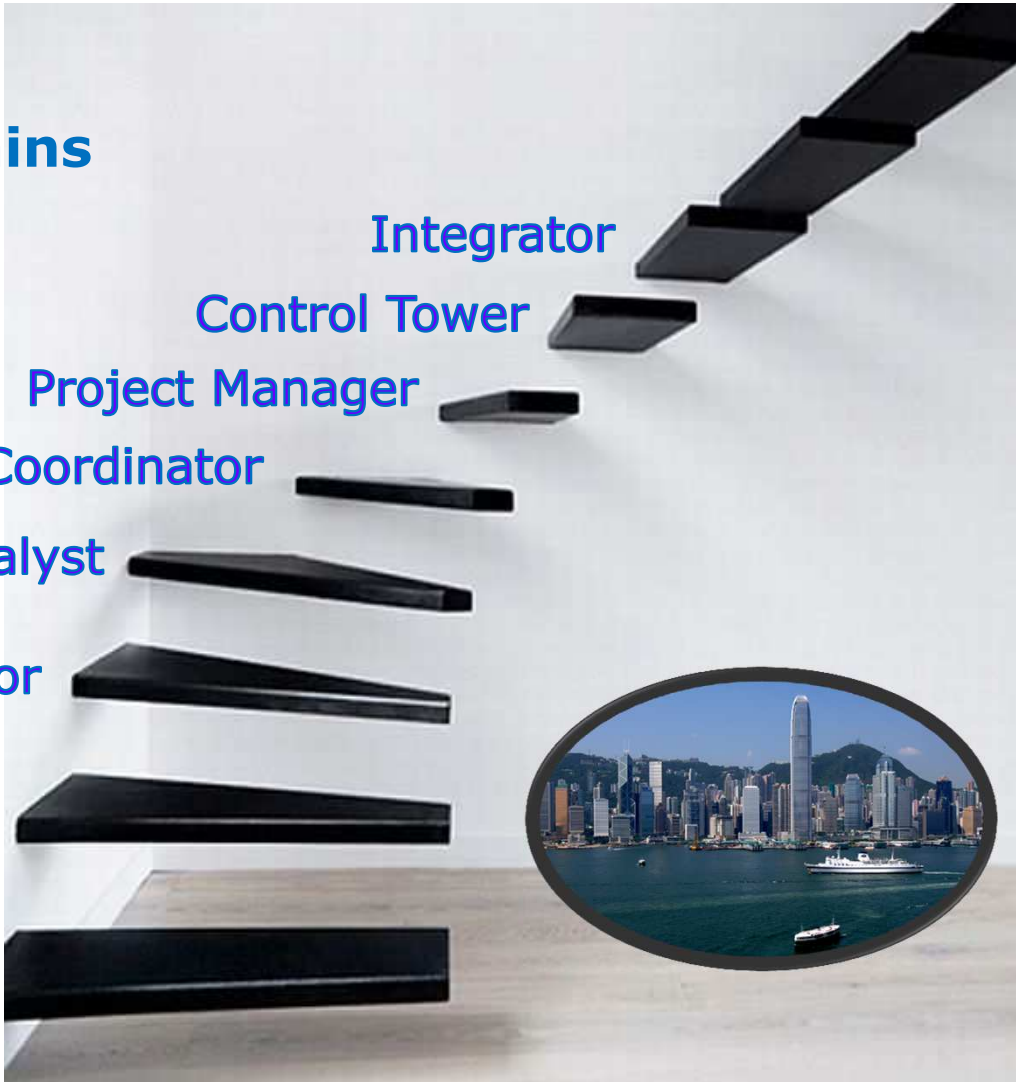 ins
Integrator
Control Tower
Project Manager
Coordinator
alyst
or